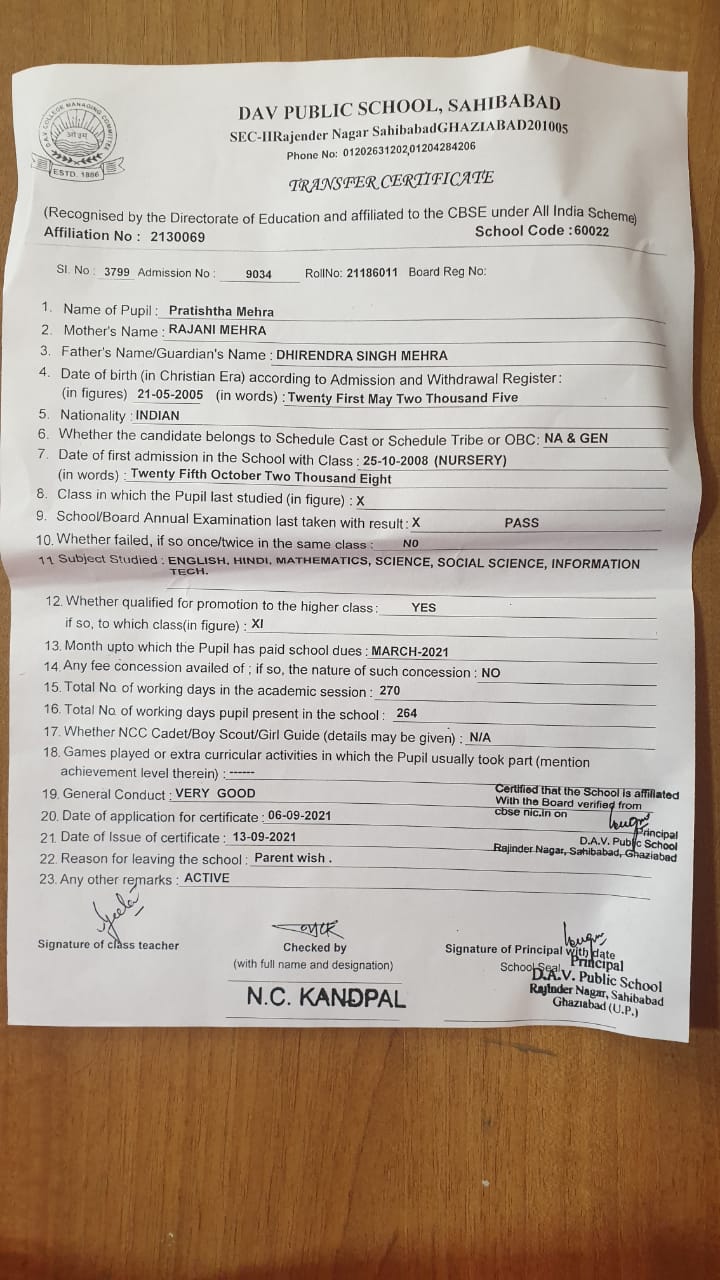 DAV COLLEGE MANAGING COMMITTEE
ओ३म्
ESTD. 1886
DAV PUBLIC SCHOOL, SAHIBABAD
SEC-IIRajender Nagar SahibabadGHAZIABAD201005
Phone No: 01202631202,01204284206
TRANSFER CERTIFICATE
(Recognised by the Directorate of Education and affiliated to the CBSE under All India Scheme)
Affiliation No : 2130069 School Code :60022
Sl. No : 3799 Admission No : 9034 RollNo: 21186011 Board Reg No:
1. Name of Pupil : Pratishtha Mehra
2. Mother's Name : RAJANI MEHRA
3. Father's Name/Guardian's Name : DHIRENDRA SINGH MEHRA
4. Date of birth (in Christian Era) according to Admission and Withdrawal Register:
(in figures) 21-05-2005 (in words) : Twenty First May Two Thousand Five
5. Nationality : INDIAN
6. Whether the candidate belongs to Schedule Cast or Schedule Tribe or OBC: NA & GEN
7. Date of first admission in the School with Class : 25-10-2008 (NURSERY)
(in words) : Twenty Fifth October Two Thousand Eight
8. Class in which the Pupil last studied (in figure) : X
9. School/Board Annual Examination last taken with result : X PASS
10. Whether failed, if so once/twice in the same class : NO
11 Subject Studied : ENGLISH, HINDI, MATHEMATICS, SCIENCE, SOCIAL SCIENCE, INFORMATION
TECH.
12. Whether qualified for promotion to the higher class : YES
if so, to which class(in figure) : XI
13. Month upto which the Pupil has paid school dues : MARCH-2021
14. Any fee concession availed of ; if so, the nature of such concession : NO
15. Total No. of working days in the academic session : 270
16. Total No. of working days pupil present in the school : 264
17. Whether NCC Cadet/Boy Scout/Girl Guide (details may be given) : N/A
18. Games played or extra curricular activities in which the Pupil usually took part (mention
achievement level therein) : ------
19. General Conduct : VERY GOOD
20. Date of application for certificate : 06-09-2021
21. Date of Issue of certificate : 13-09-2021
22. Reason for leaving the school : Parent wish .
23. Any other remarks : ACTIVE
Certified that the School is affiliated
With the Board verified from
cbse nic.in on
Principal
D.A.V. Public School
Rajinder Nagar, Sahibabad, Ghaziabad
Signature of class teacher
Checked by
(with full name and designation)
N.C. KANDPAL
Signature of Principal with date
School Seal
Principal
D.A.V. Public School
Rajinder Nagar, Sahibabad
Ghaziabad (U.P.)